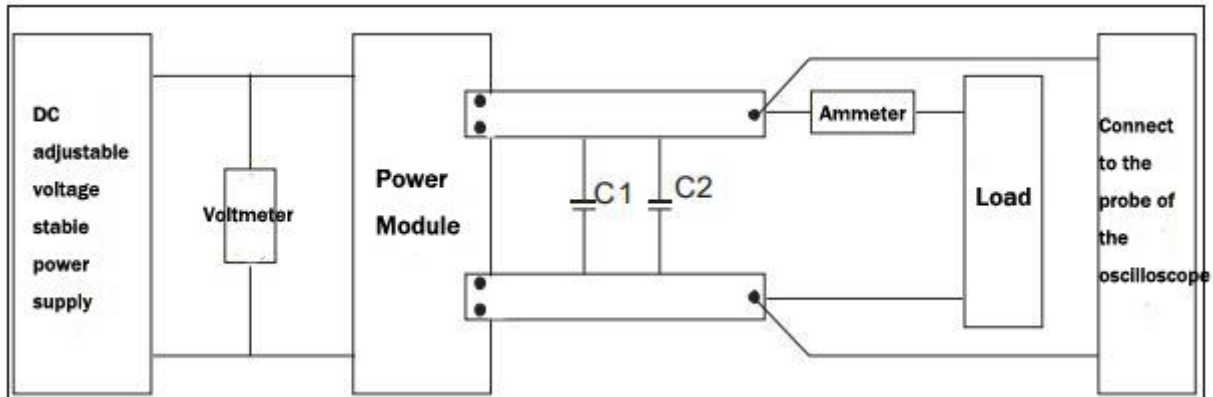 DC
adjustable
voltage
stable
power
supply
Voltmeter
Power
Module
C1
C2
Ammeter
Load
Connect
to the
probe of
the
oscilloscope